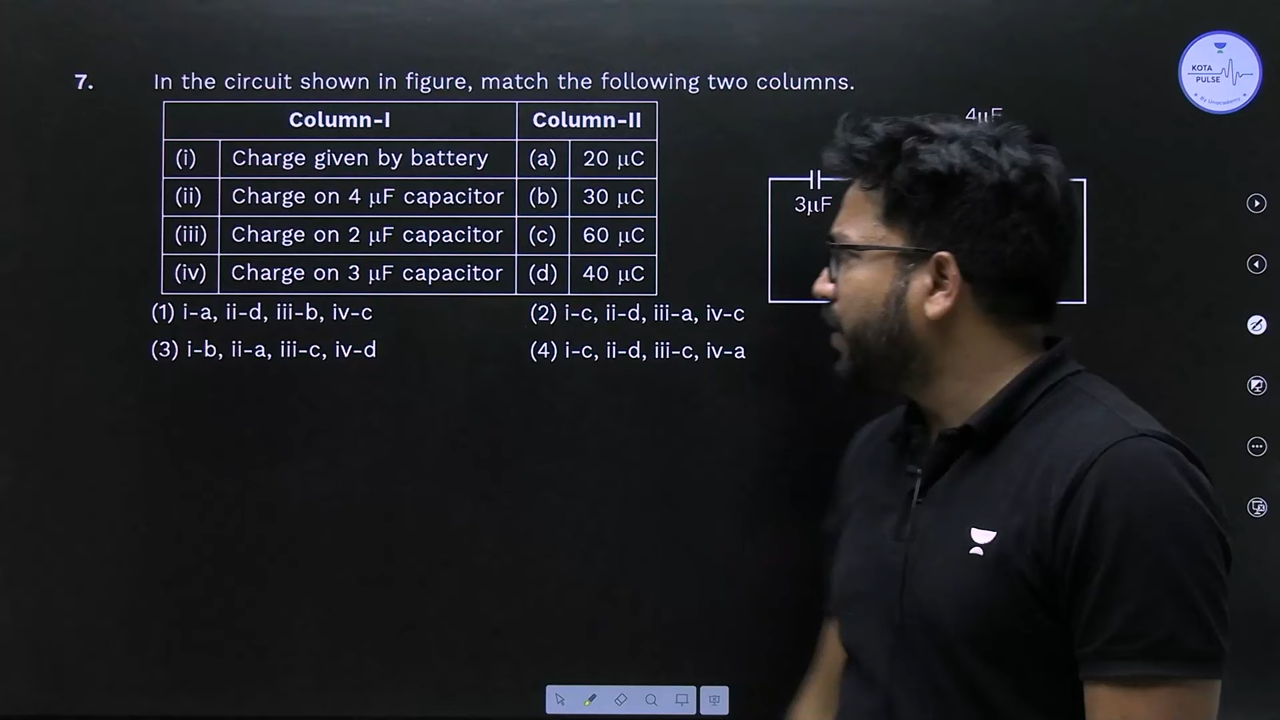 7. In the circuit shown in figure, match the following two columns.
Column-I Column-II
(i) Charge given by battery (a) 20 μC
(ii) Charge on 4 μF capacitor (b) 30 μC
(iii) Charge on 2 μF capacitor (c) 60 μC
(iv) Charge on 3 μF capacitor (d) 40 μC
(1) i-a, ii-d, iii-b, iv-c (2) i-c, ii-d, iii-a, iv-c
(3) i-b, ii-a, iii-c, iv-d (4) i-c, ii-d, iii-c, iv-a
4μF
3μF
KOTA
PULSE
By Unacademy